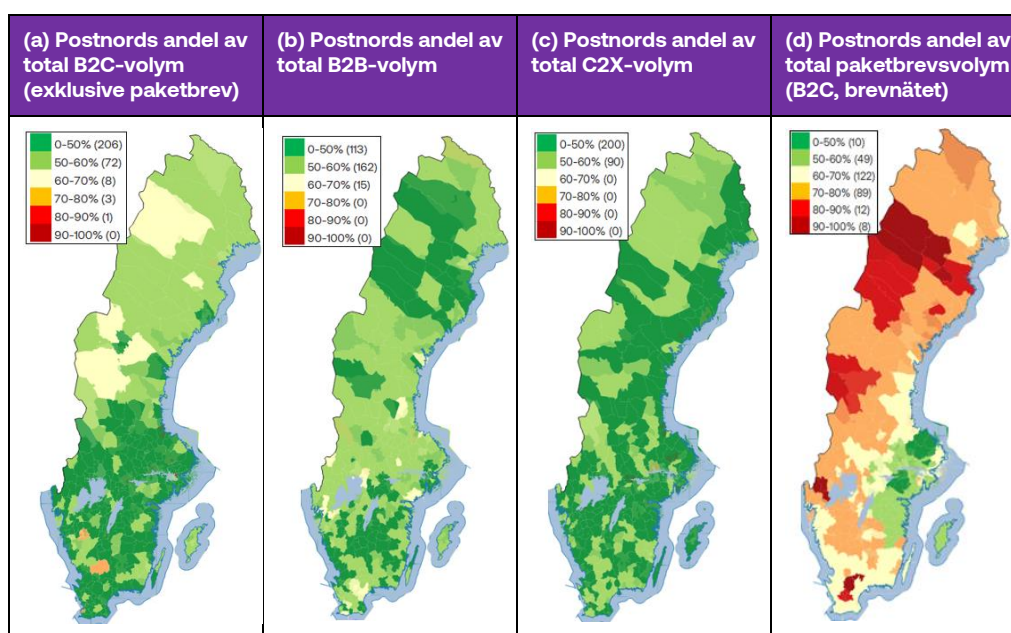 (a) Postnords andel av
total B2C-volym
(exklusive paketbrev)
(b) Postnords andel av
total B2B-volym
(c) Postnords andel av
total C2X-volym
(d) Postnords andel av
total paketbrevsvolym
(B2C, brevnätet)
0-50% (206)
50-60% (72)
60-70% (8)
70-80% (3)
80-90% (1)
90-100% (0)
0-50% (113)
50-60% (162)
60-70% (15)
70-80% (0)
80-90% (0)
90-100% (0)
0-50% (200)
50-60% (90)
60-70% (0)
70-80% (0)
80-90% (0)
90-100% (0)
0-50% (10)
50-60% (49)
60-70% (122)
70-80% (89)
80-90% (12)
90-100% (8)